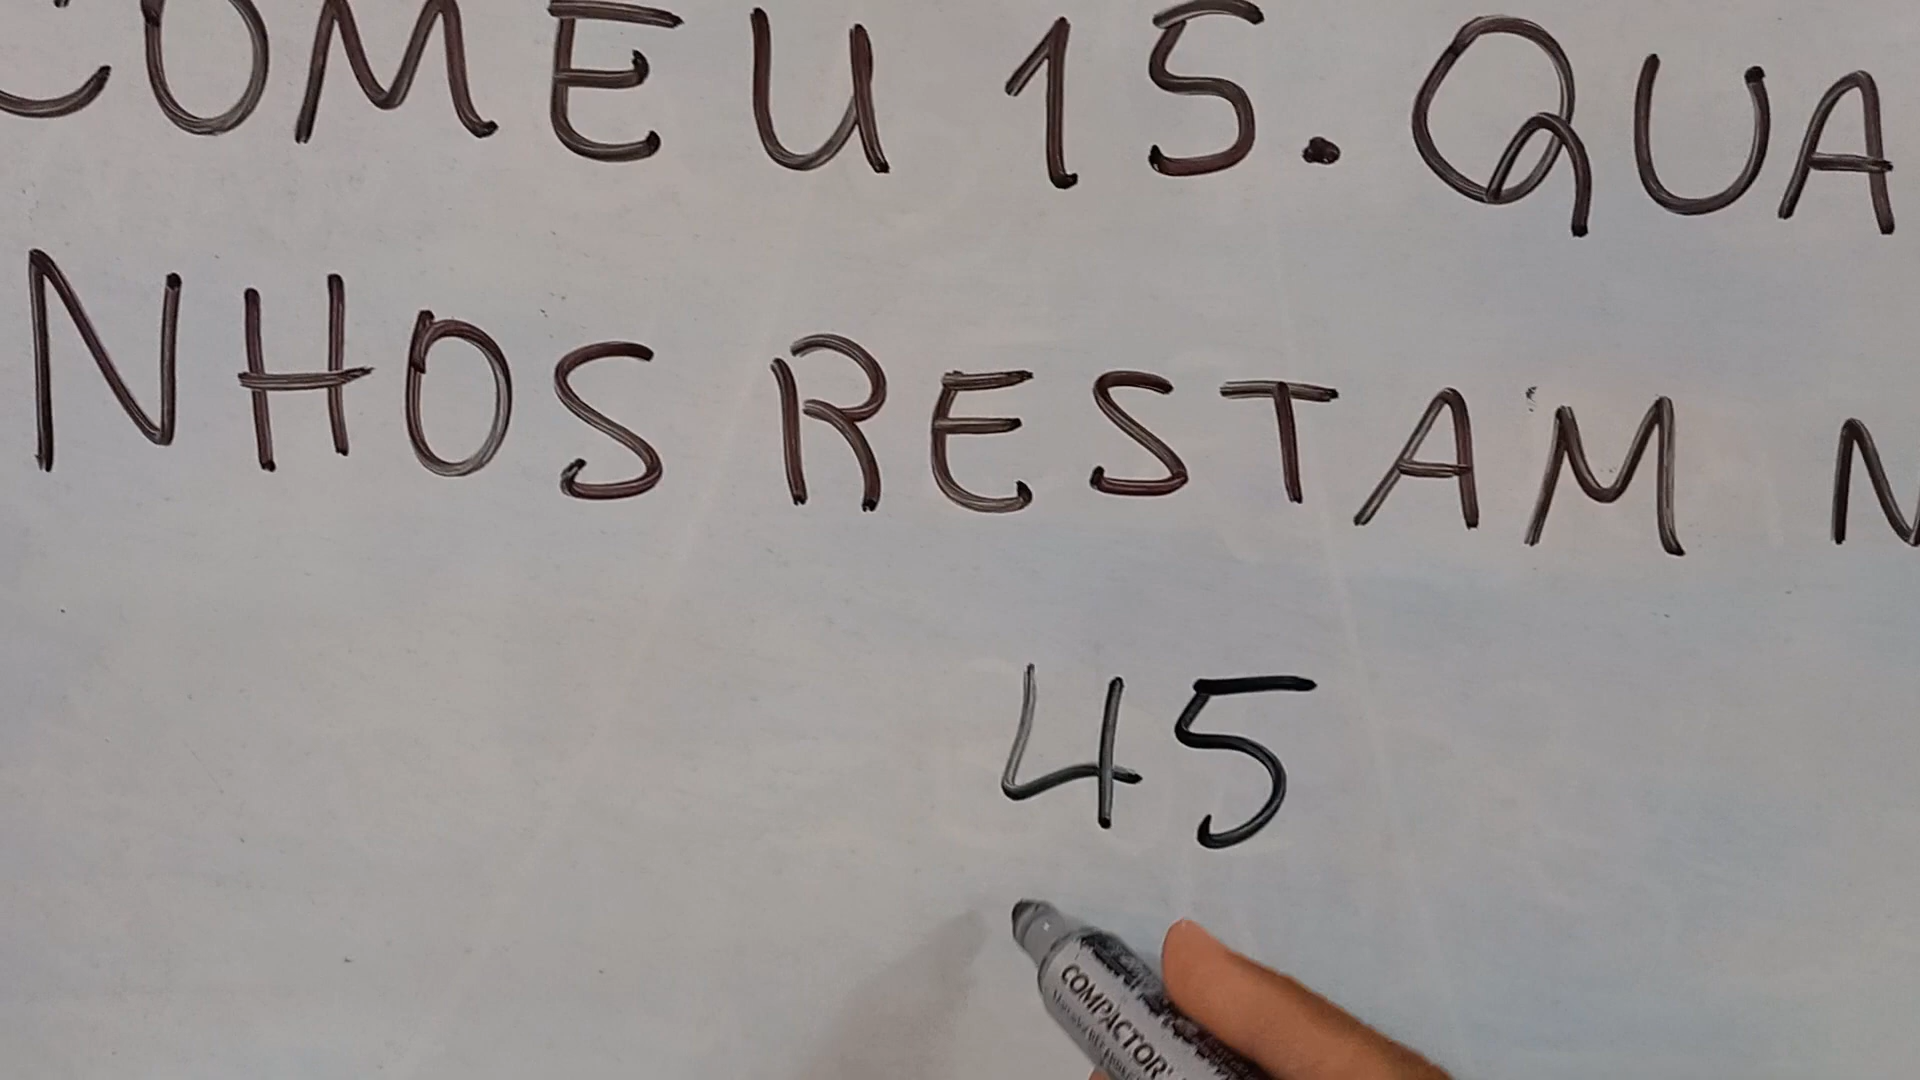 COMEU 15. QUA
NHOS RESTAM N
45
COMPACTOR